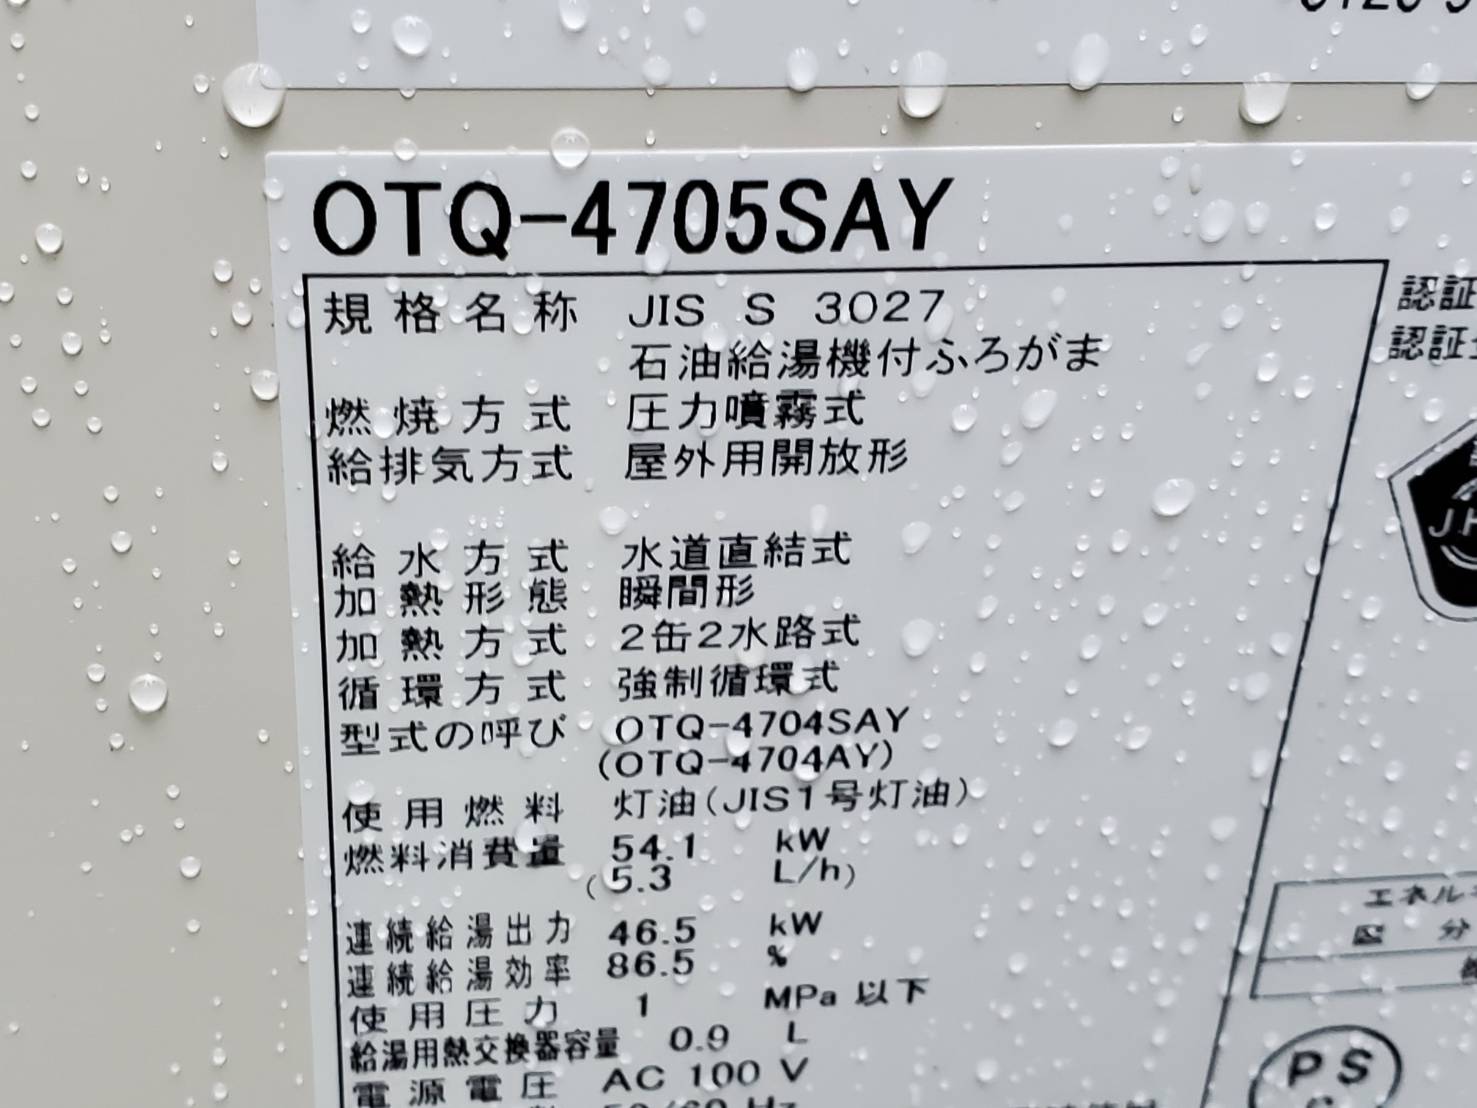 OTQ-4705SAY
規格名称 JIS S 3027
石油給湯機付ふろがま
燃焼方式 圧力噴霧式
給排気方式 屋外用開放形
給水方式 水道直結式
加熱形態 瞬間形
加熱方式 2缶2水路式
循環方式 強制循環式
型式の呼び OTQ-4704SAY
(OTQ-4704AY)
使用燃料 灯油(JIS1号灯油)
燃料消費量 54.1 kW
(5.3 L/h)
連続給湯出力 46.5 kW
連続給湯効率 86.5 %
使用圧力 1 MPa 以下
給湯用熱交換器容量 0.9 L
電源電圧 AC 100 V
50/60 Hz
認証
認証
エネル
区分
PS